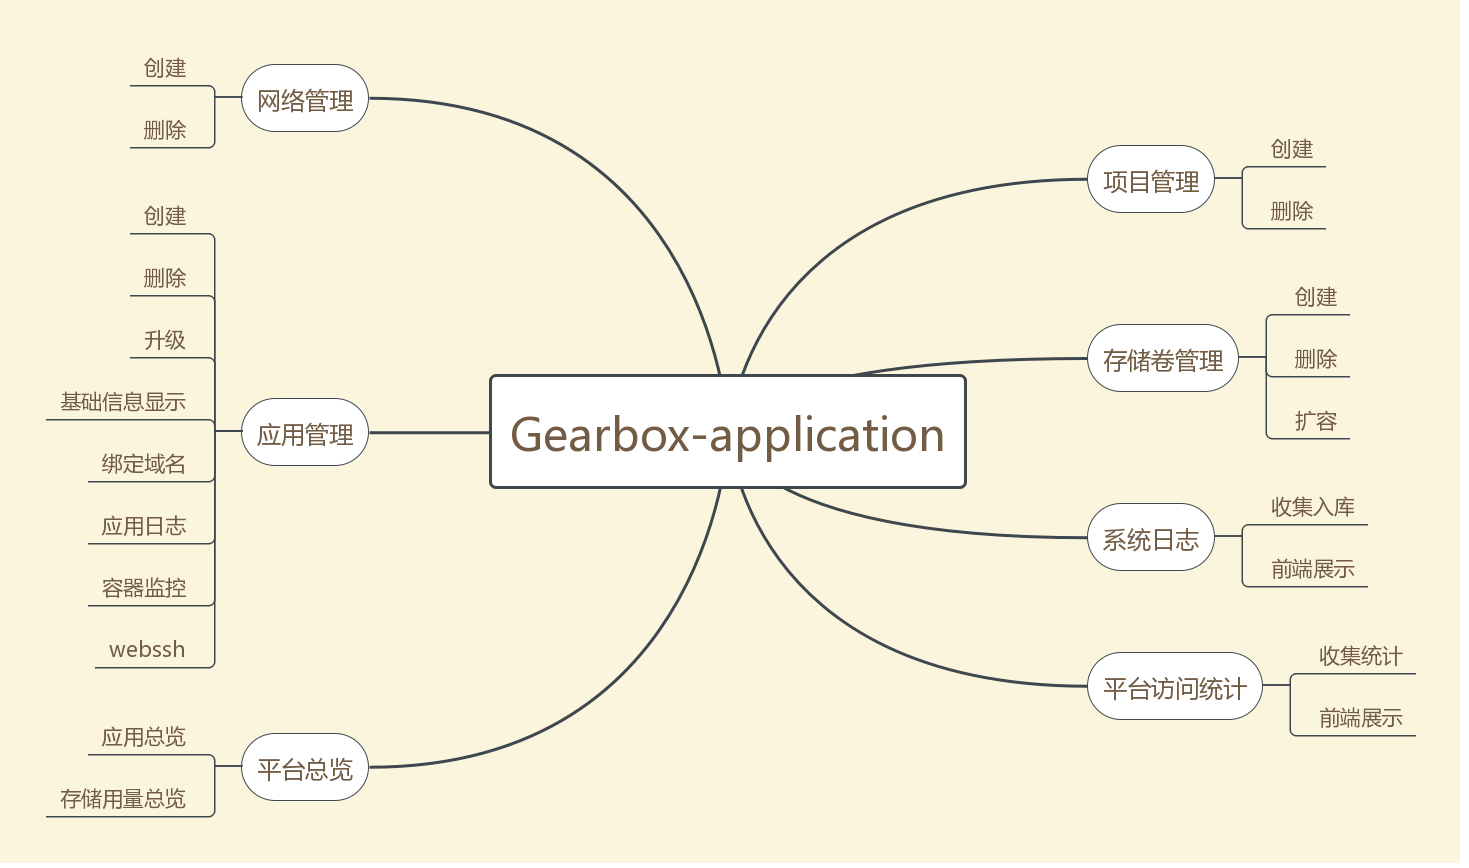 Gearbox-application
网络管理
创建
删除
应用管理
创建
删除
升级
基础信息显示
绑定域名
应用日志
容器监控
webssh
平台总览
应用总览
存储用量总览
项目管理
创建
删除
存储卷管理
创建
删除
扩容
系统日志
收集入库
前端展示
平台访问统计
收集统计
前端展示